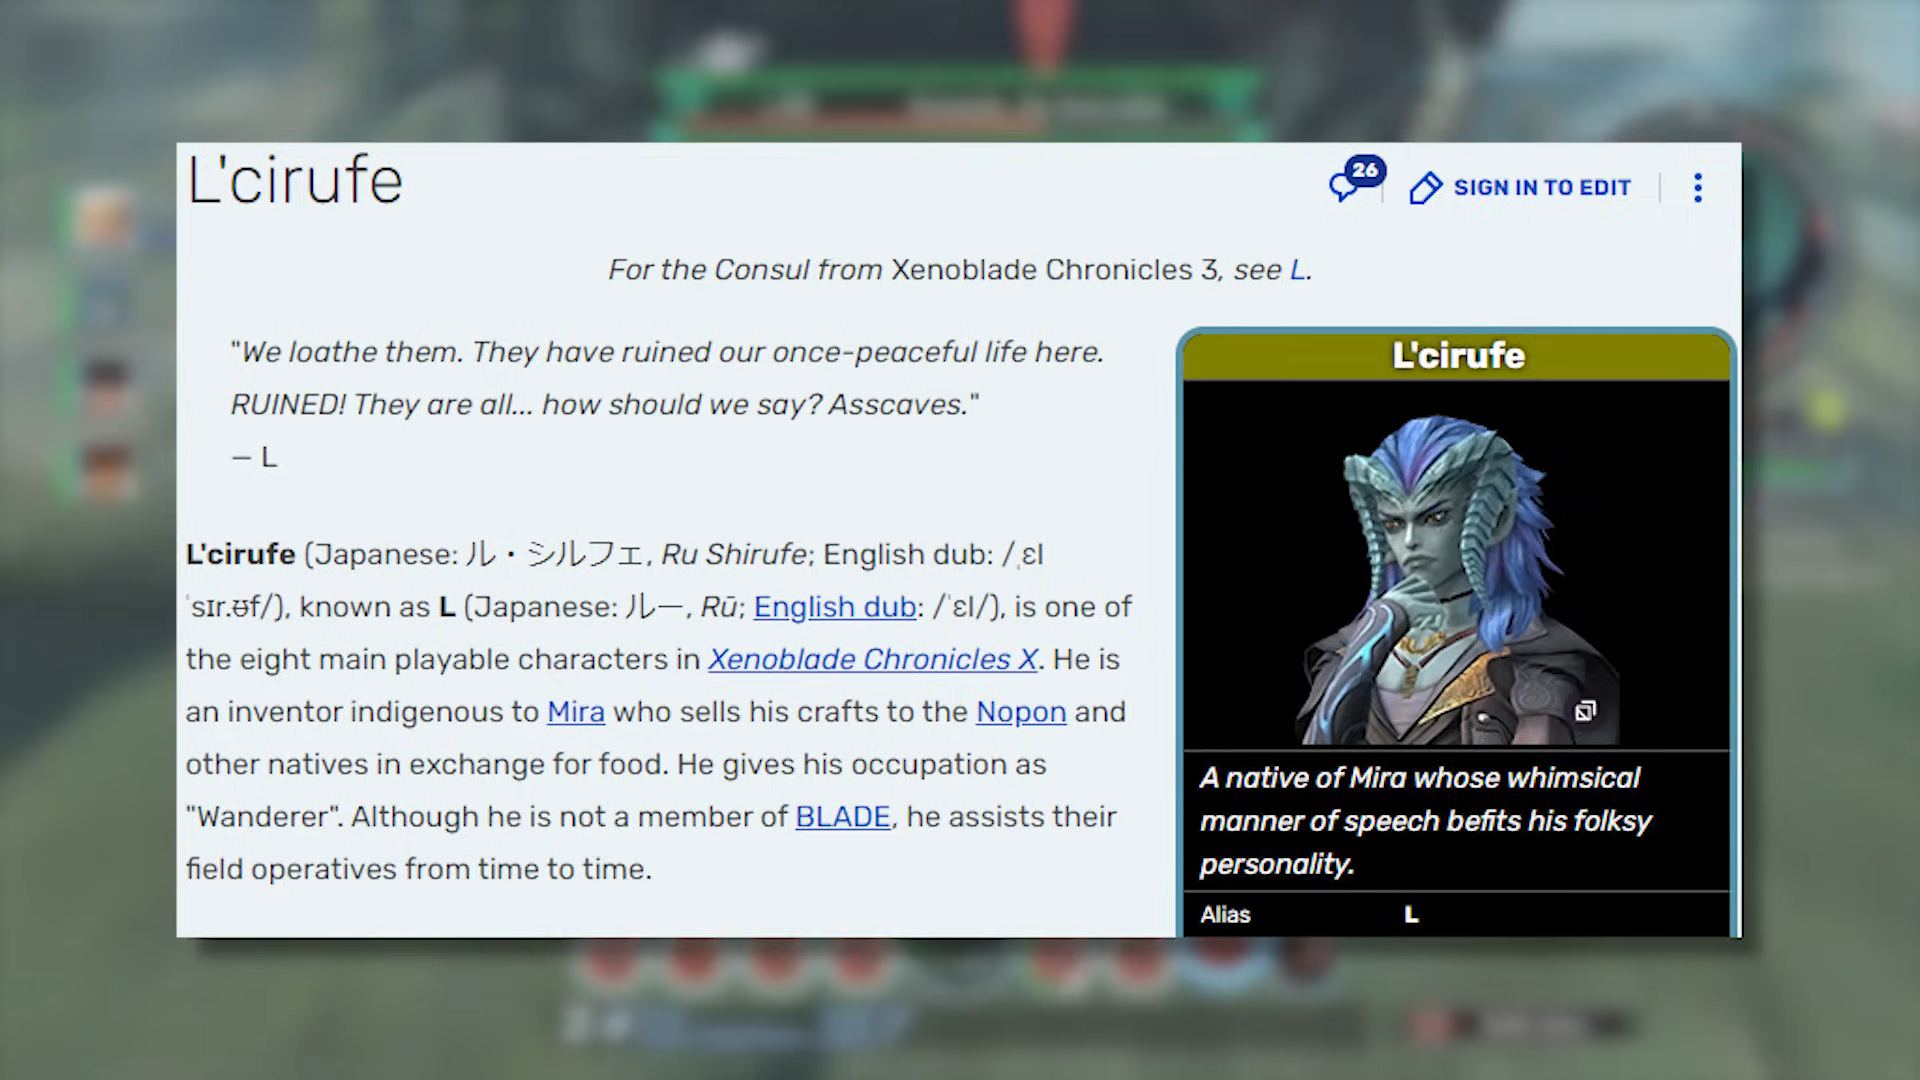 L'cirufe
26
SIGN IN TO EDIT
For the Consul from Xenoblade Chronicles 3, see L.
"We loathe them. They have ruined our once-peaceful life here.
RUINED! They are all... how should we say? Asscaves."
— L
L'cirufe
L'cirufe (Japanese: ル・シルフェ, Ru Shirufe; English dub: /ˌɛl
ˈsɪr.ʊf/), known as L (Japanese: ルー, Rū; English dub: /ˈɛl/), is one of
the eight main playable characters in Xenoblade Chronicles X. He is
an inventor indigenous to Mira who sells his crafts to the Nopon and
other natives in exchange for food. He gives his occupation as
"Wanderer". Although he is not a member of BLADE, he assists their
field operatives from time to time.
A native of Mira whose whimsical
manner of speech befits his folksy
personality.
Alias L